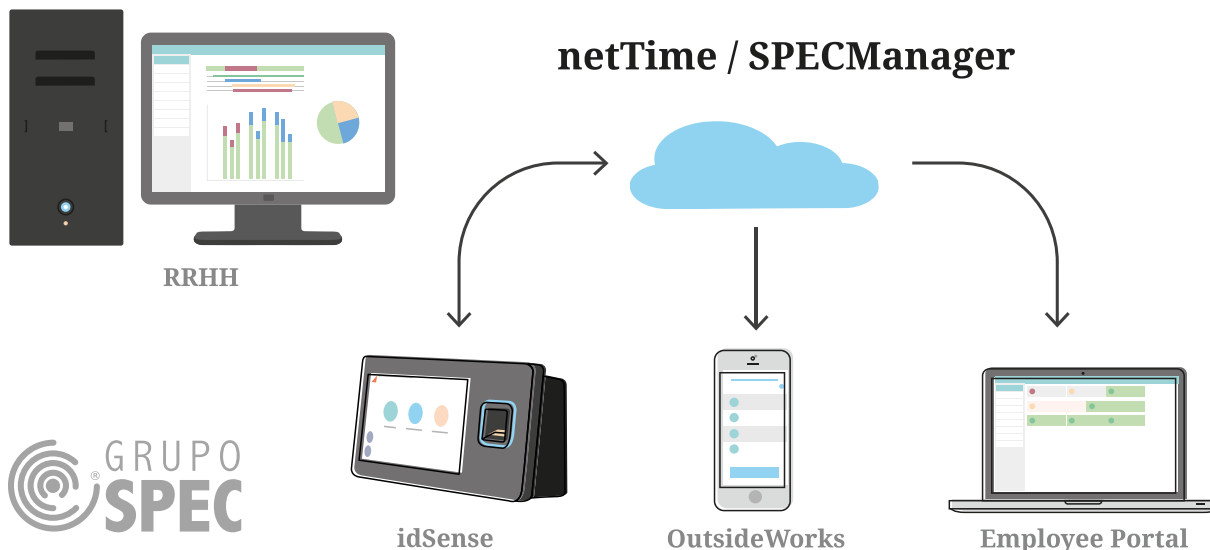 netTime / SPECManager
RRHH
GRUPO
SPEC®
idSense
OutsideWorks
Employee Portal